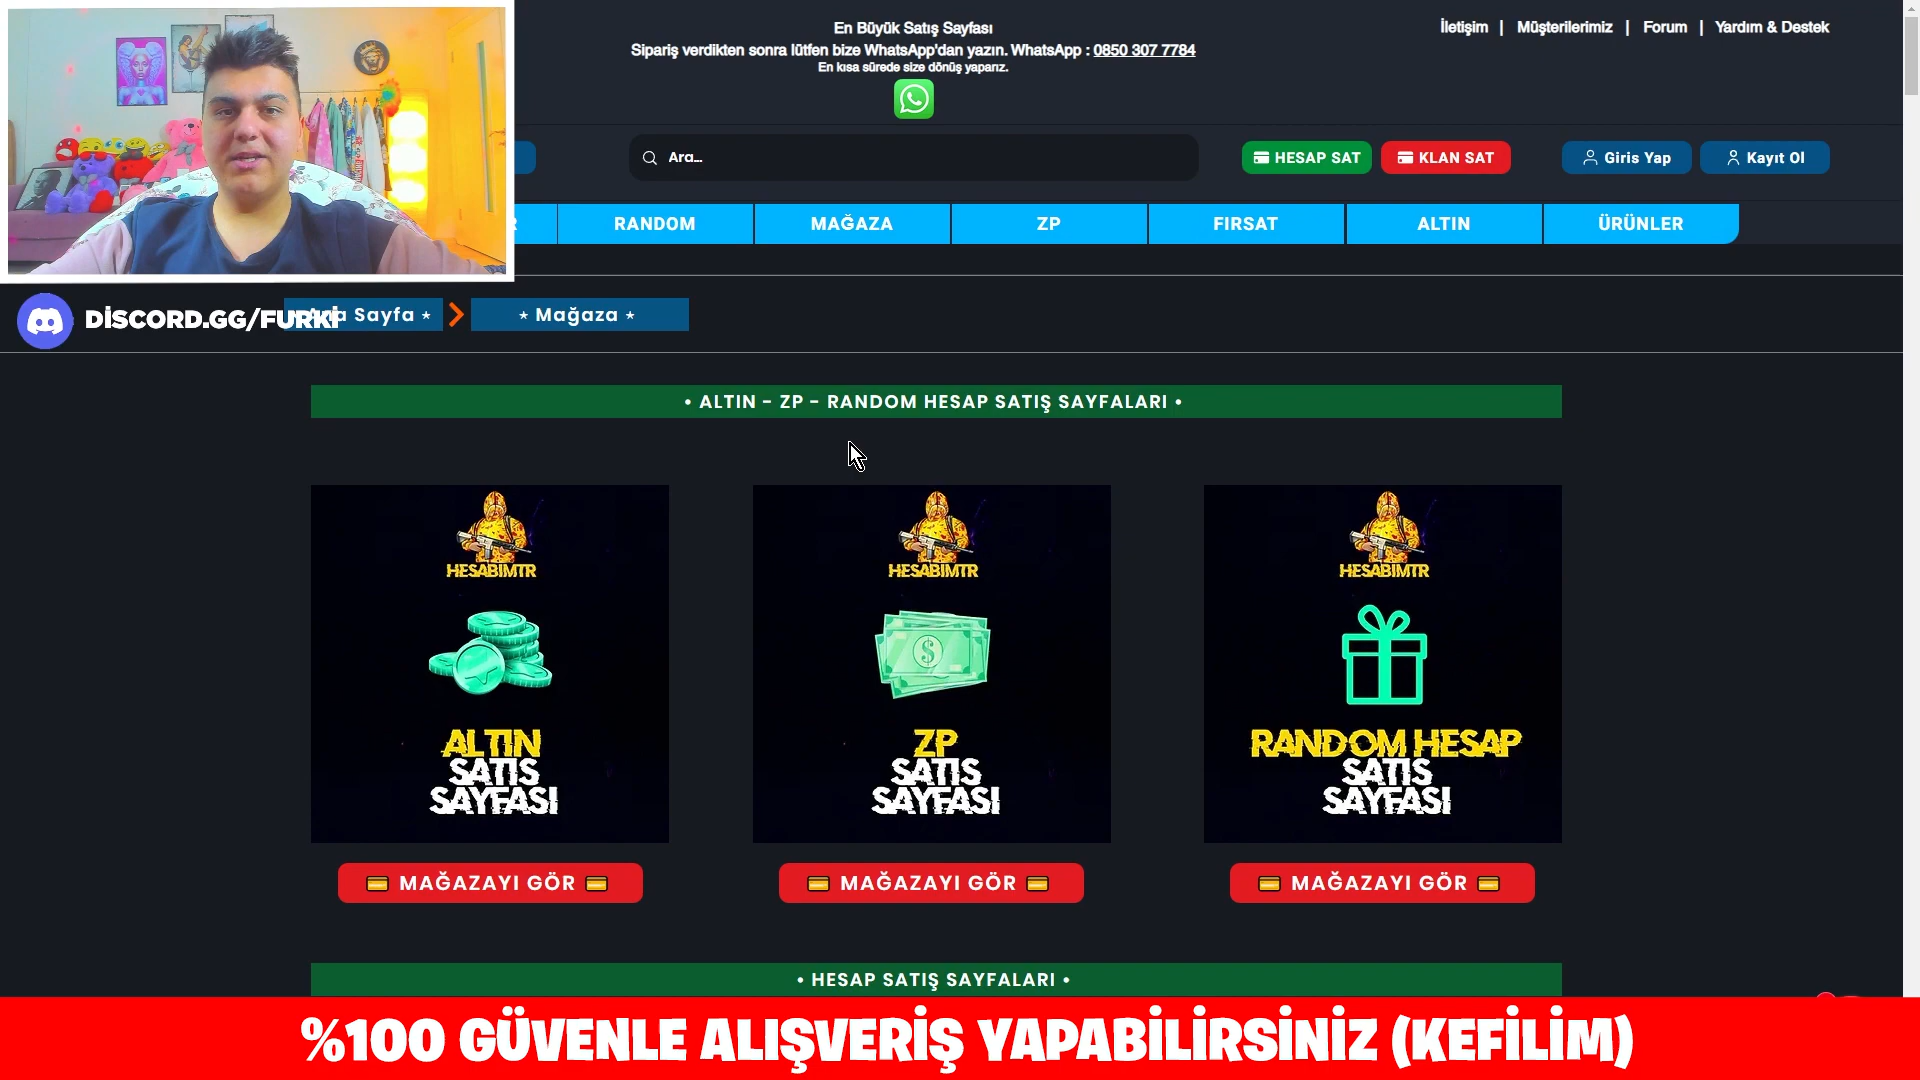 En Büyük Satış Sayfası
Sipariş verdikten sonra lütfen bize WhatsApp'dan yazın. WhatsApp : 0850 307 7784
En kısa sürede size dönüş yaparız.
İletişim | Müşterilerimiz | Forum | Yardım & Destek
Ara...
HESAP SAT
KLAN SAT
Giris Yap
Kayıt Ol
RANDOM
MAĞAZA
ZP
FIRSAT
ALTIN
ÜRÜNLER
DİSCORD.GG/FURKİ
Sayfa ⋆
⋆ Mağaza ⋆
• ALTIN - ZP - RANDOM HESAP SATIŞ SAYFALARI •
HESABIMTR
ALTIN
SATIS
SAYFASI
MAĞAZAYI GÖR
HESABIMTR
ZP
SATIS
SAYFASI
MAĞAZAYI GÖR
HESABIMTR
RANDOM HESAP
SATIS
SAYFASI
MAĞAZAYI GÖR
• HESAP SATIŞ SAYFALARI •
%100 GÜVENLE ALIŞVERİŞ YAPABİLİRSİNİZ (KEFİLİM)